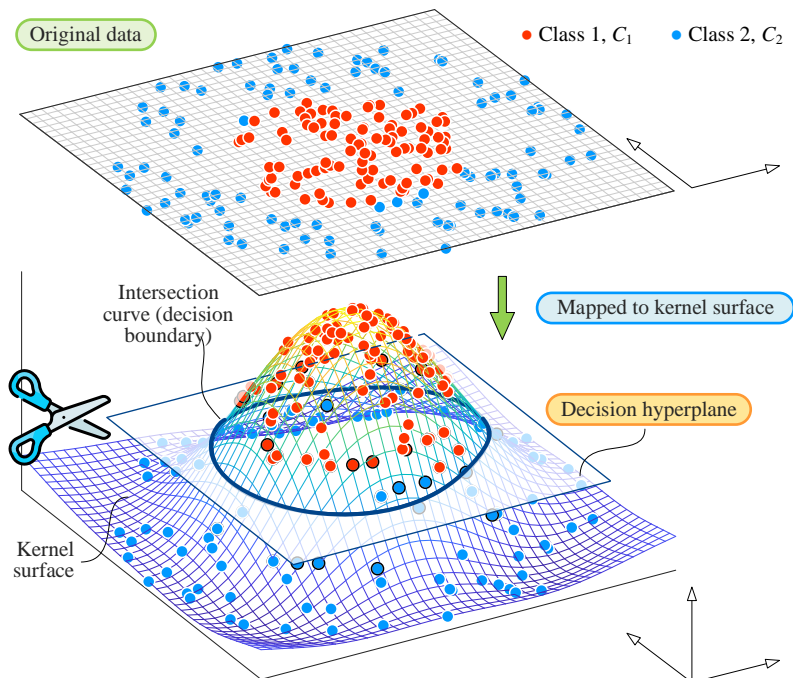 Original data
Class 1, C1
Class 2, C2
Intersection
curve (decision
boundary)
Mapped to kernel surface
Decision hyperplane
Kernel
surface